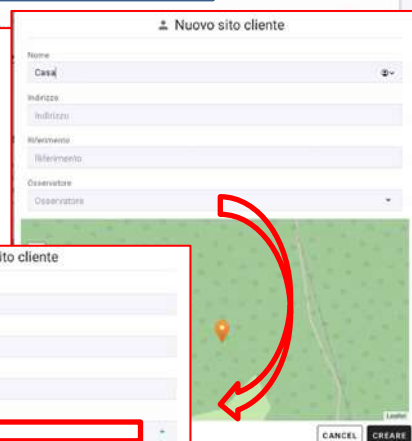 Nuovo sito cliente
Nome
Casa
Indirizzo
Indirizzo
Riferimento
Riferimento
Osservatore
Osservatore
ito cliente
Leaflet
CANCEL
CREARE